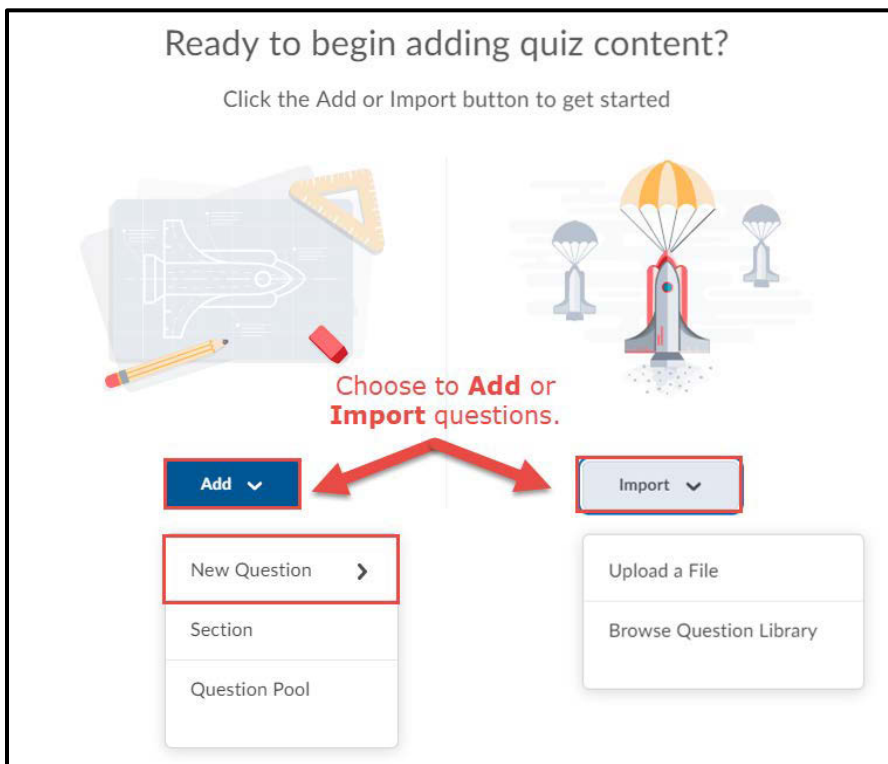 Ready to begin adding quiz content?
Click the Add or Import button to get started
Choose to Add or
Import questions.
Add
Import
New Question
Section
Question Pool
Upload a File
Browse Question Library